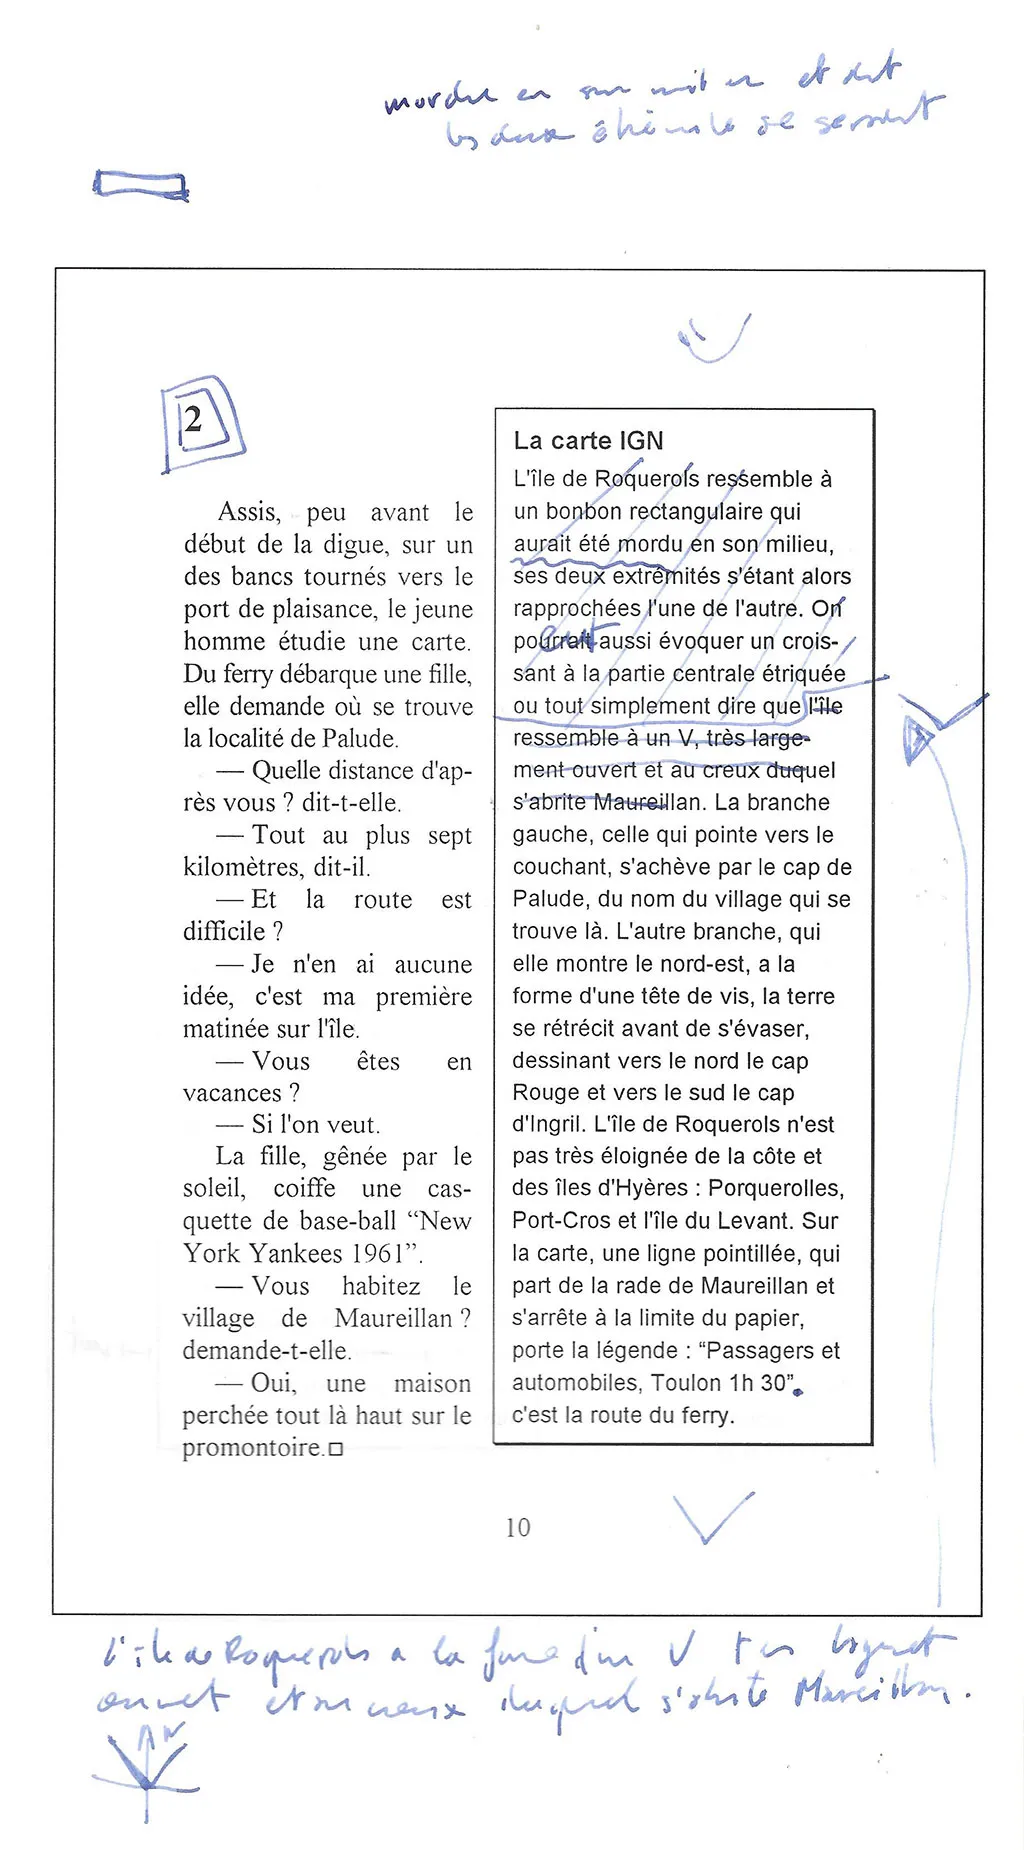 mordu en son milieu et dont
les deux extrémités se seraient
2
Assis, peu avant le
début de la digue, sur un
des bancs tournés vers le
port de plaisance, le jeune
homme étudie une carte.
Du ferry débarque une fille,
elle demande où se trouve
la localité de Palude.
— Quelle distance d'ap-
rès vous ? dit-t-elle.
— Tout au plus sept
kilomètres, dit-il.
— Et la route est
difficile ?
— Je n'en ai aucune
idée, c'est ma première
matinée sur l'île.
— Vous êtes en
vacances ?
— Si l'on veut.
La fille, gênée par le
soleil, coiffe une cas-
quette de base-ball “New
York Yankees 1961”.
— Vous habitez le
village de Maureillan ?
demande-t-elle.
— Oui, une maison
perchée tout là haut sur le
promontoire.□
La carte IGN
L'île de Roquerols ressemble à
un bonbon rectangulaire qui
aurait été mordu en son milieu,
ses deux extrémités s'étant alors
rapprochées l'une de l'autre. On
pourrait aussi évoquer un crois-
sant à la partie centrale étriquée
ou tout simplement dire que l'île
ressemble à un V, très large-
ment ouvert et au creux duquel
s'abrite Maureillan. La branche
gauche, celle qui pointe vers le
couchant, s'achève par le cap de
Palude, du nom du village qui se
trouve là. L'autre branche, qui
elle montre le nord-est, a la
forme d'une tête de vis, la terre
se rétrécit avant de s'évaser,
dessinant vers le nord le cap
Rouge et vers le sud le cap
d'Ingril. L'île de Roquerols n'est
pas très éloignée de la côte et
des îles d'Hyères : Porquerolles,
Port-Cros et l'île du Levant. Sur
la carte, une ligne pointillée, qui
part de la rade de Maureillan et
s'arrête à la limite du papier,
porte la légende : “Passagers et
automobiles, Toulon 1h 30”.
c'est la route du ferry.
10
l'île de Roquerols a la forme d'un V très largement
ouvert et au creux duquel s'abrite Maureillan.
N